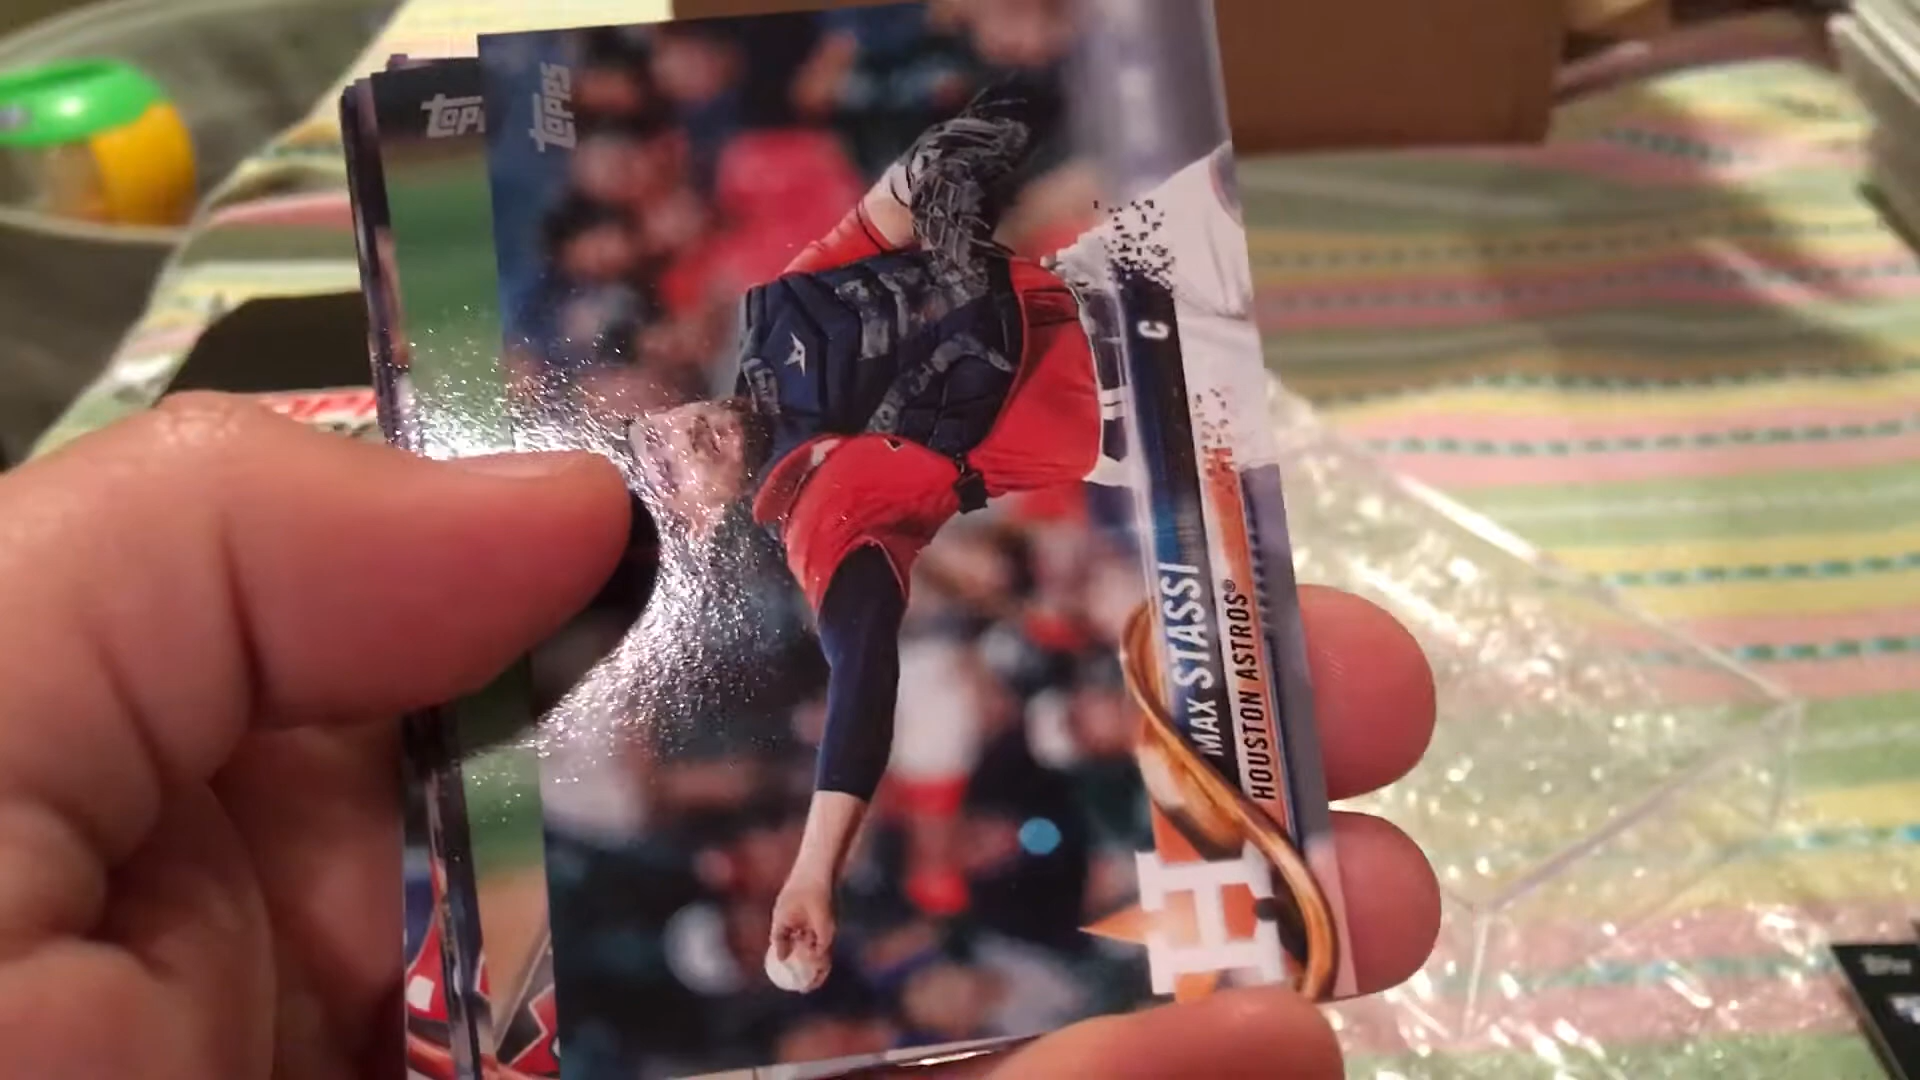 TOPPS
TOPPS
C
MAX STASSI
HOUSTON ASTROS®
H